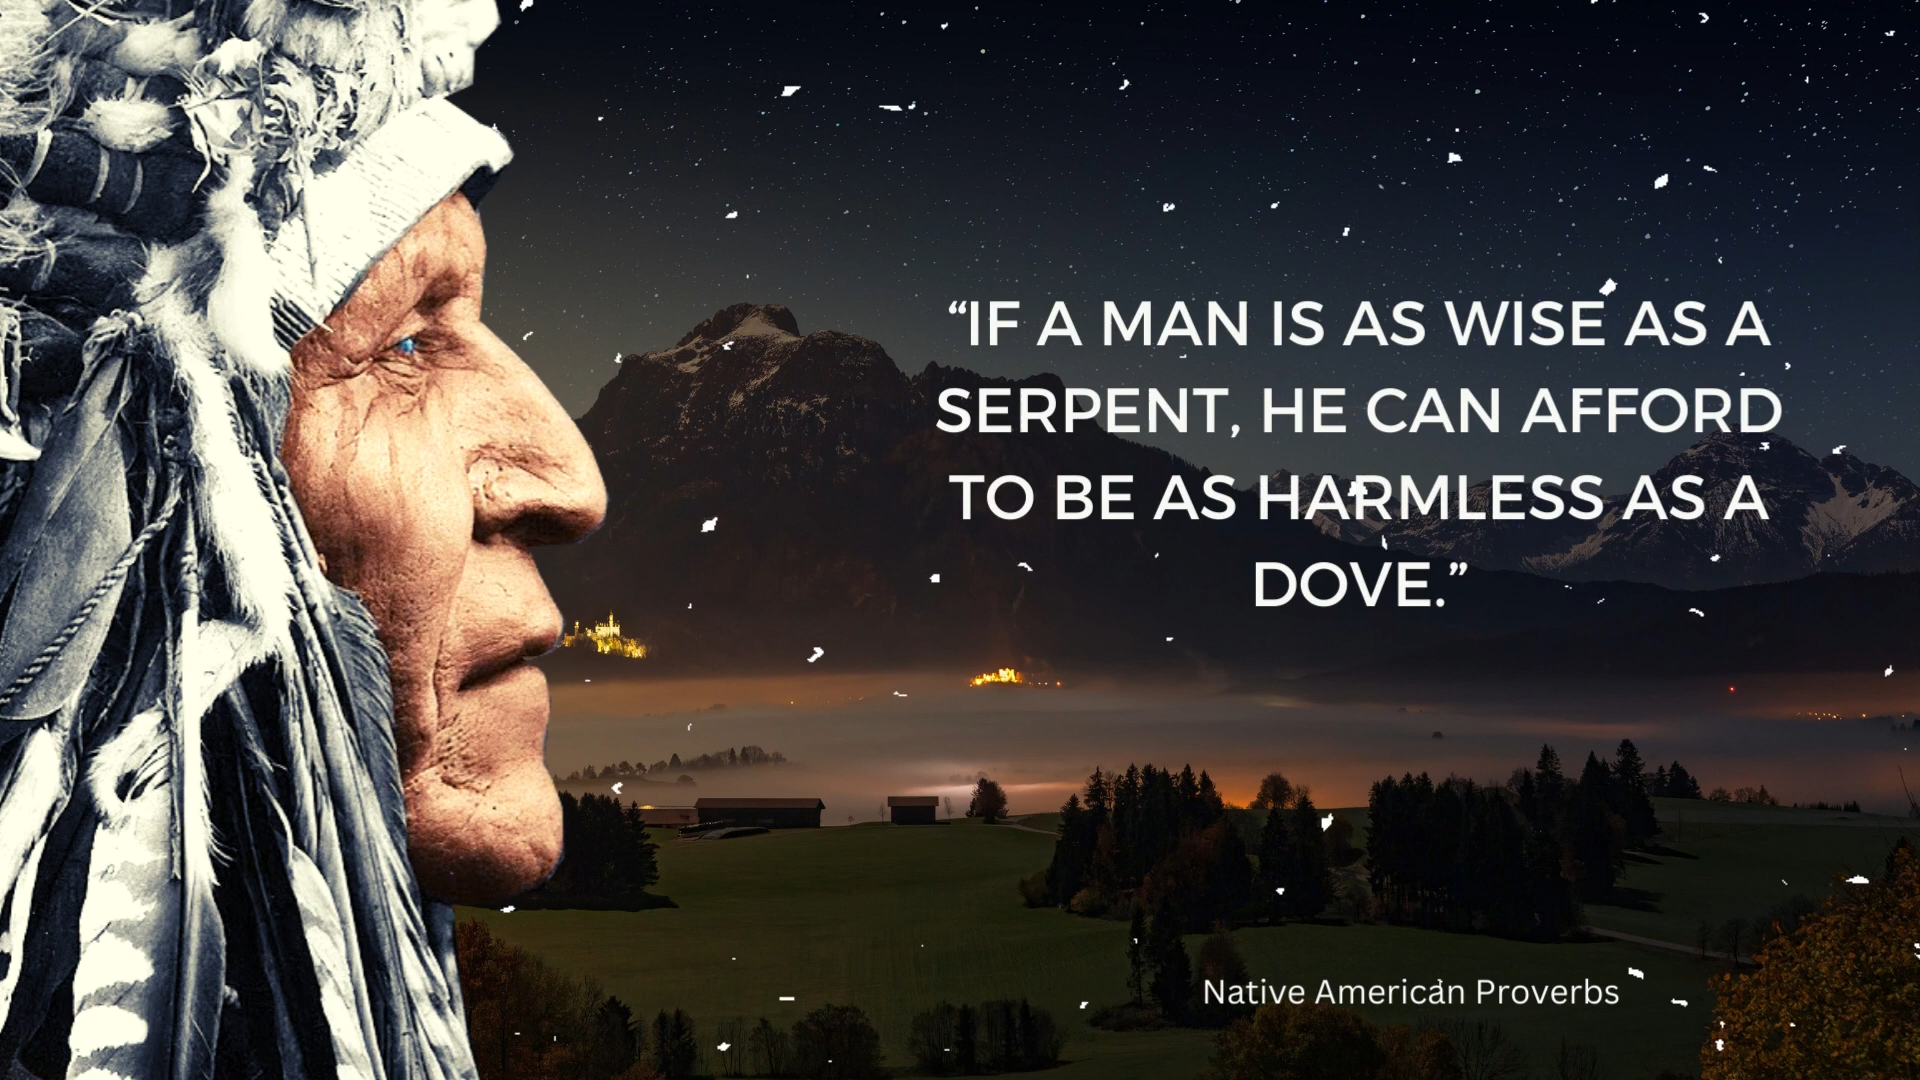 “IF A MAN IS AS WISE AS A
SERPENT, HE CAN AFFORD
TO BE AS HARMLESS AS A
DOVE.”
Native American Proverbs